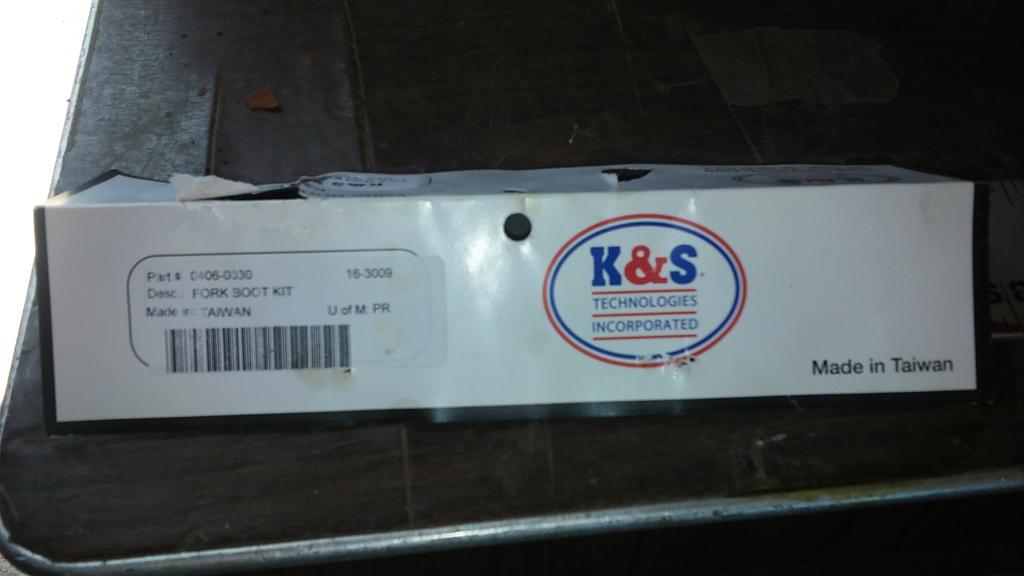 Part # 0406-0330 16-3009
Desc.: FORK BOOT KIT
Made in: TAIWAN U of M: PR
K&S
TECHNOLOGIES
INCORPORATED
Made in Taiwan
K&S